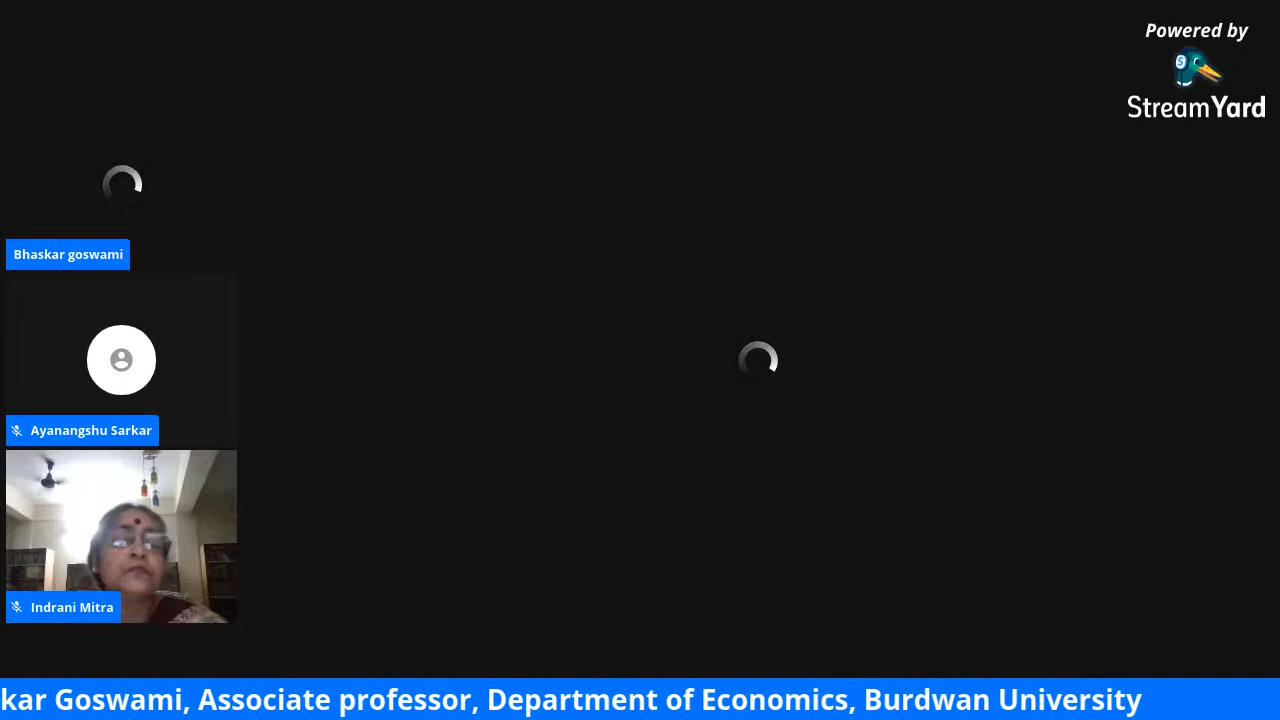 Powered by
StreamYard
Bhaskar goswami
Ayanangshu Sarkar
Indrani Mitra
kar Goswami, Associate professor, Department of Economics, Burdwan University